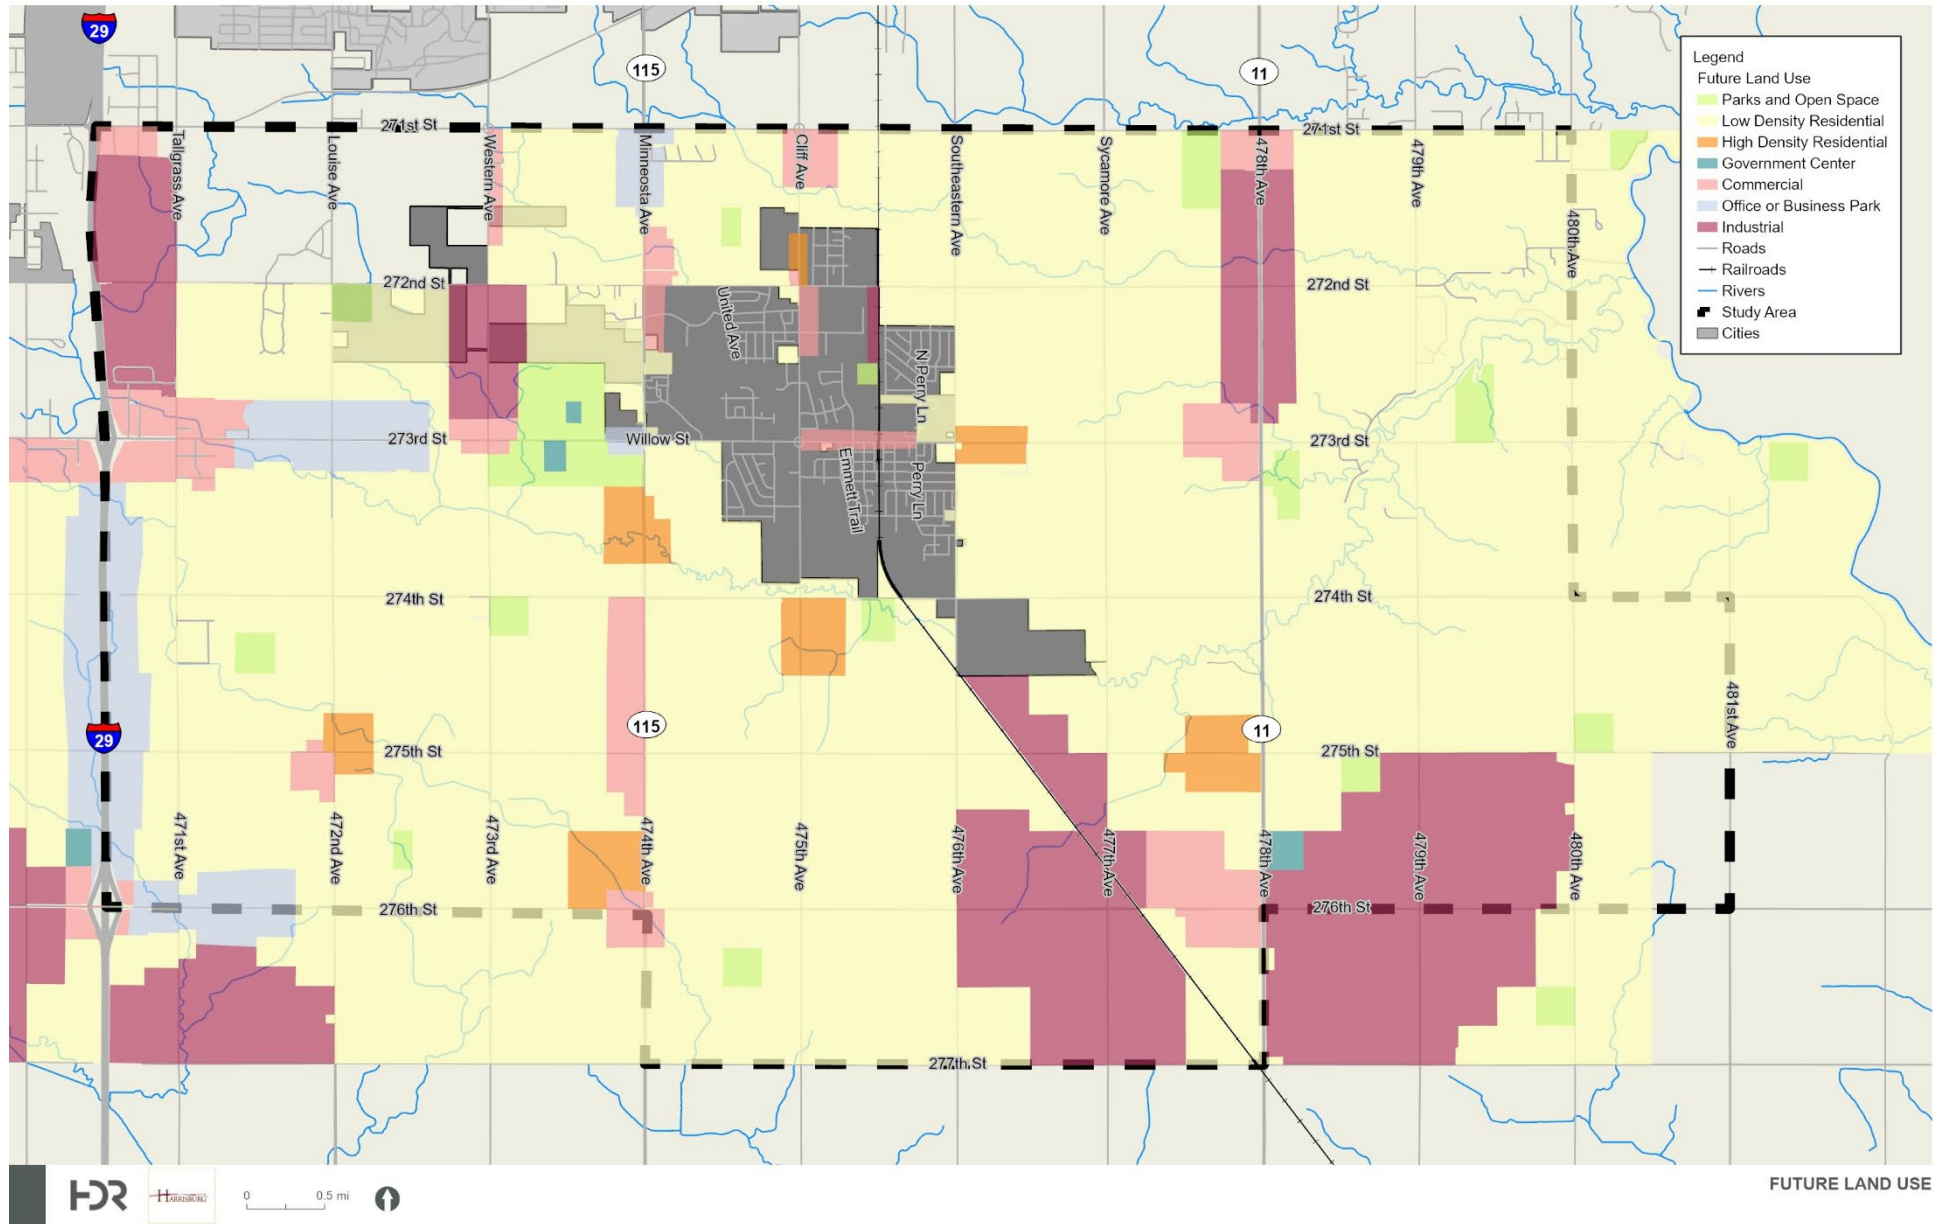 29
115
11
271st St
271st St
Tallgrass Ave
Louise Ave
Western Ave
Minneosta Ave
Cliff Ave
Southeastern Ave
Sycamore Ave
478th Ave
479th Ave
480th Ave
Legend
Future Land Use
Parks and Open Space
Low Density Residential
High Density Residential
Government Center
Commercial
Office or Business Park
Industrial
Roads
Railroads
Rivers
Study Area
Cities
272nd St
272nd St
United Ave
N Perry Ln
273rd St
Willow St
273rd St
Emmett Trail
Perry Ln
274th St
274th St
29
115
11
481st Ave
275th St
275th St
471st Ave
472nd Ave
473rd Ave
474th Ave
475th Ave
476th Ave
477th Ave
478th Ave
479th Ave
480th Ave
276th St
276th St
277th St
HDR
HARRISBURG
0 0.5 mi
FUTURE LAND USE